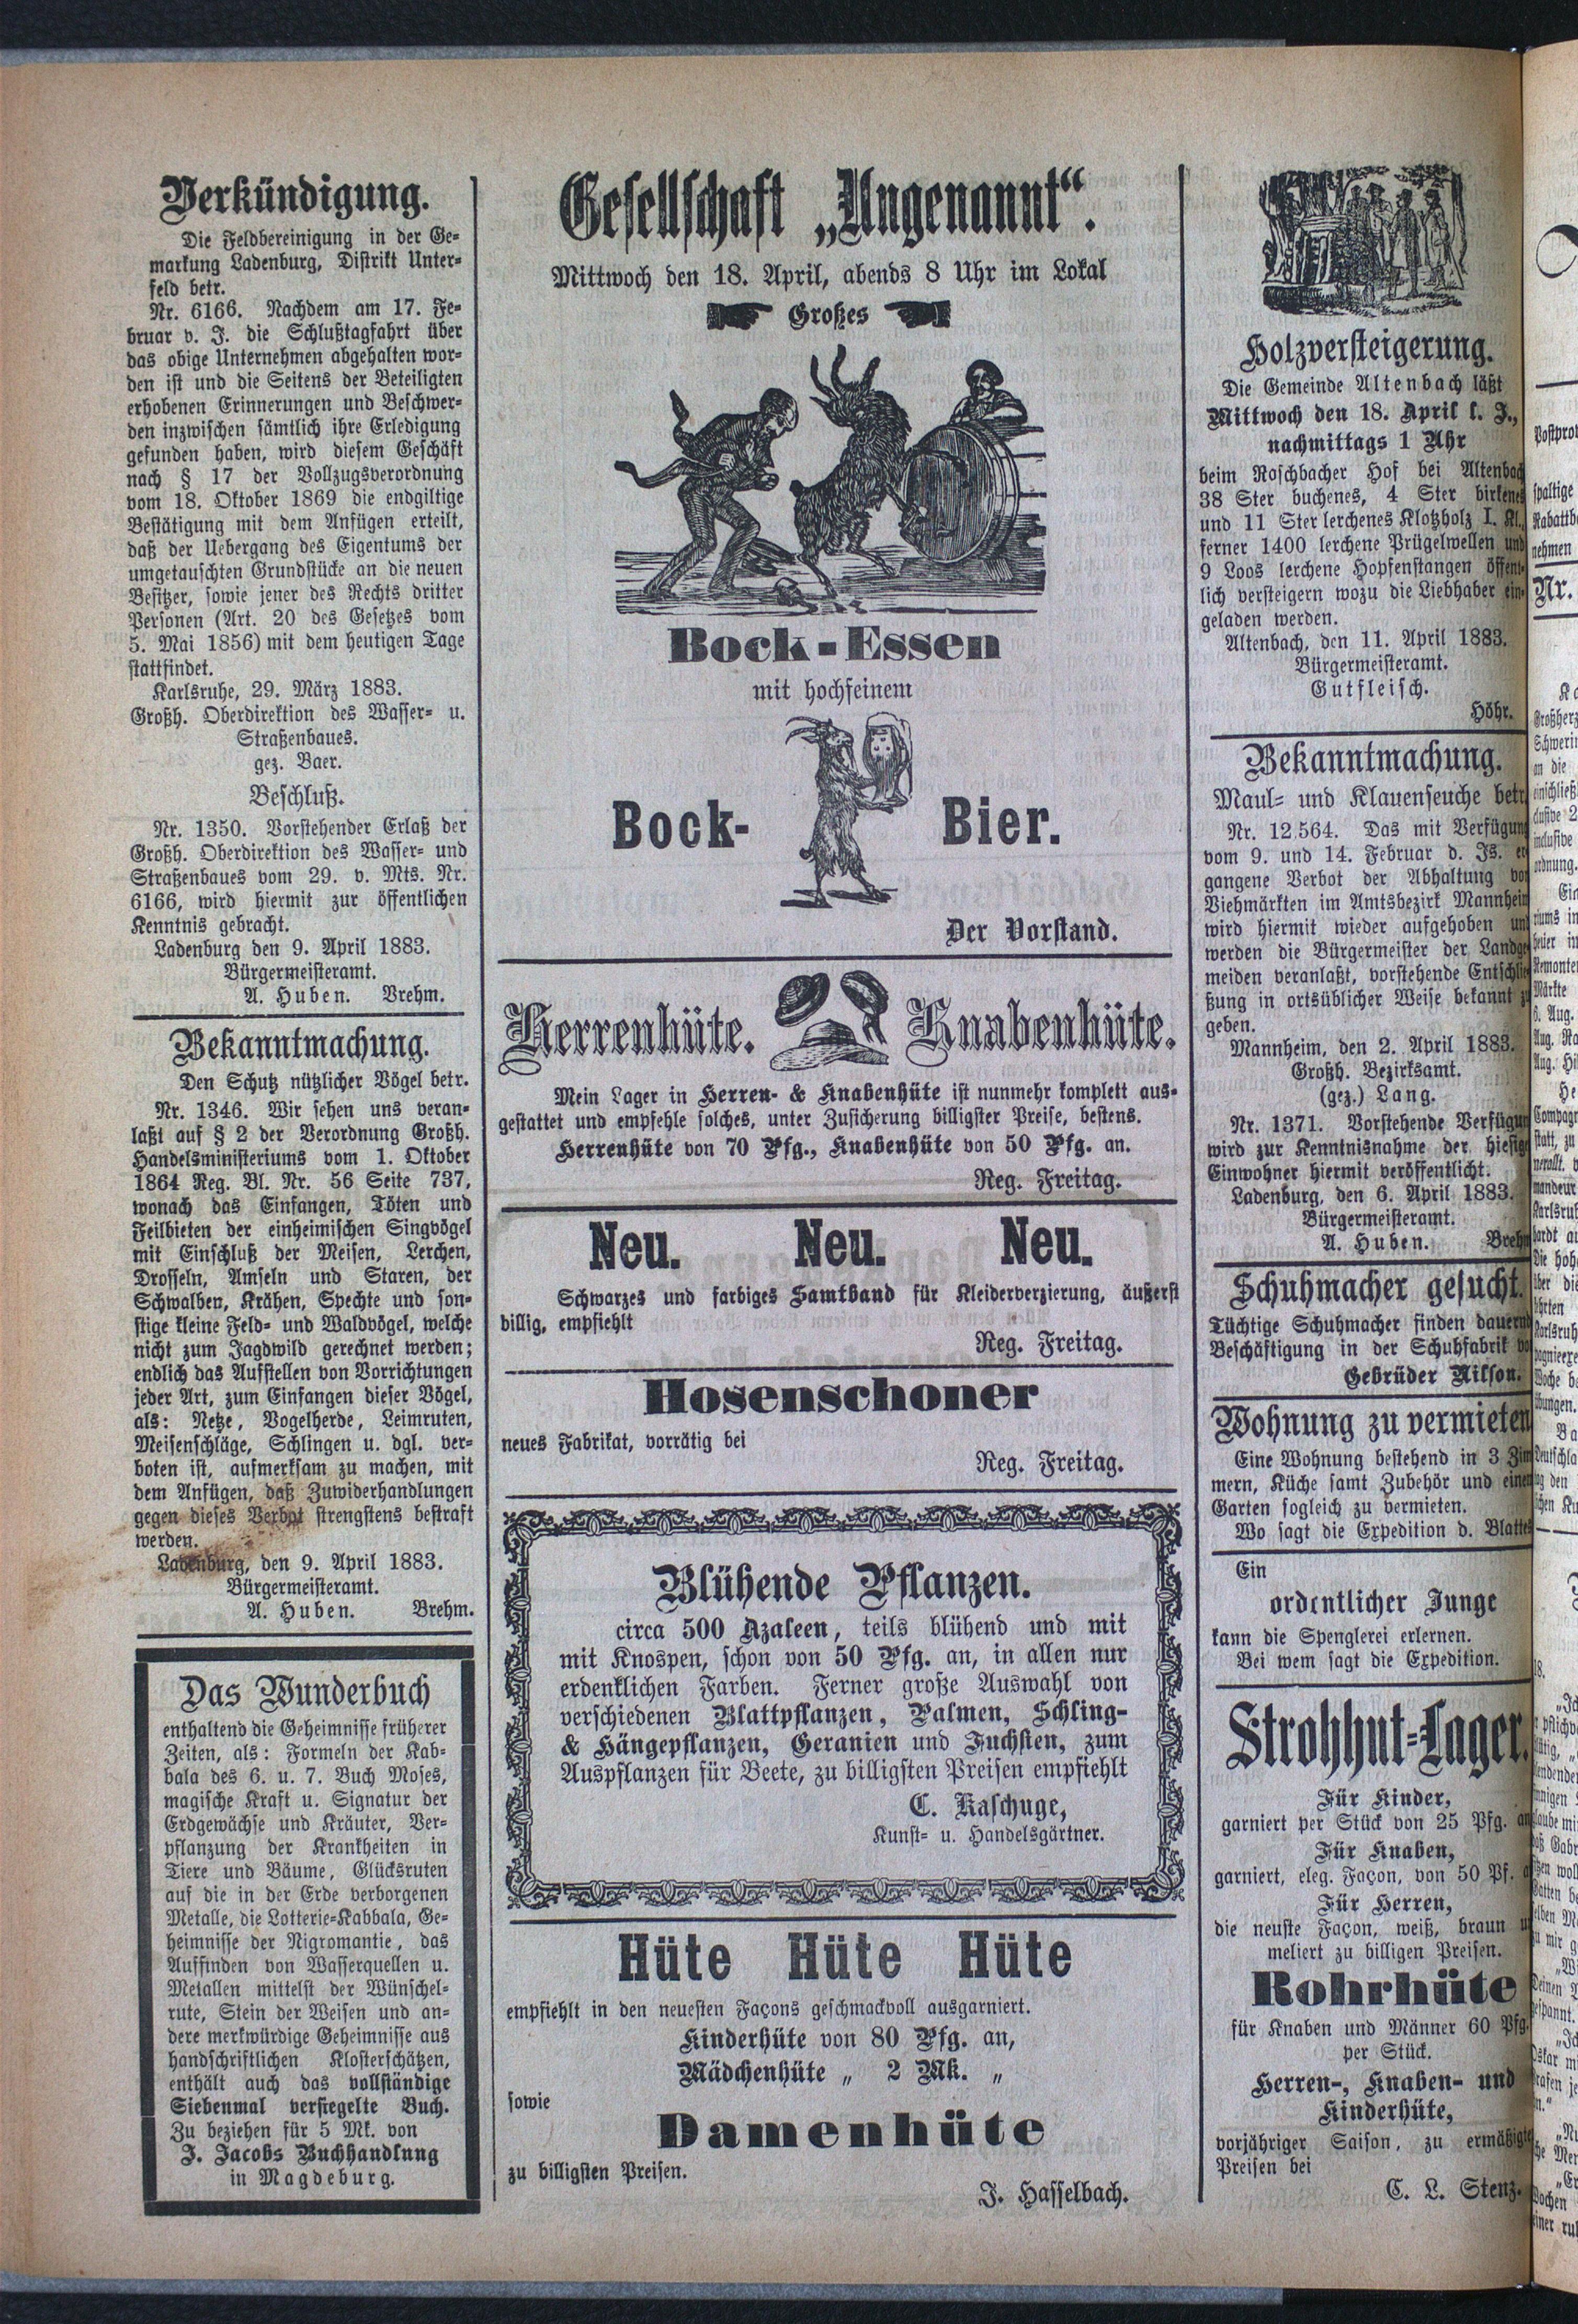 Verkündigung.
Die Feldbereinigung in der Ge-
markung Ladenburg, Distrikt Unter-
feld betr.
Nr. 6166. Nachdem am 17. Fe-
bruar v. J. die Schlußtagfahrt über
das obige Unternehmen abgehalten wor-
den ist und die Seitens der Beteiligten
erhobenen Erinnerungen und Beschwer-
den inzwischen sämtlich ihre Erledigung
gefunden haben, wird diesem Geschäft
nach § 17 der Vollzugsverordnung
vom 18. Oktober 1869 die endgiltige
Bestätigung mit dem Anfügen erteilt,
daß der Uebergang des Eigentums der
umgetauschten Grundstücke an die neuen
Besitzer, sowie jener des Rechts dritter
Personen (Art. 20 des Gesetzes vom
5. Mai 1856) mit dem heutigen Tage
stattfindet.
Karlsruhe, 29. März 1883.
Großh. Oberdirektion des Wasser- u.
Straßenbaues.
gez. Baer.
Beschluß.
Nr. 1350. Vorstehender Erlaß der
Großh. Oberdirektion des Wasser- und
Straßenbaues vom 29. v. Mts. Nr.
6166, wird hiermit zur öffentlichen
Kenntnis gebracht.
Ladenburg den 9. April 1883.
Bürgermeisteramt.
A. Huben. Brehm.
Bekanntmachung.
Den Schutz nützlicher Vögel betr.
Nr. 1346. Wir sehen uns veran-
laßt auf § 2 der Verordnung Großh.
Handelsministeriums vom 1. Oktober
1864 Reg. Bl. Nr. 56 Seite 737,
wonach das Einfangen, Töten und
Feilbieten der einheimischen Singvögel
mit Einschluß der Meisen, Lerchen,
Drosseln, Amseln und Staren, der
Schwalben, Krähen, Spechte und son-
stige kleine Feld- und Waldvögel, welche
nicht zum Jagdwild gerechnet werden;
endlich das Aufstellen von Vorrichtungen
jeder Art, zum Einfangen dieser Vögel,
als: Netze, Vogelherde, Leimruten,
Meisenschläge, Schlingen u. dgl. ver-
boten ist, aufmerksam zu machen, mit
dem Anfügen, daß Zuwiderhandlungen
gegen dieses Verbot strengstens bestraft
werden.
Ladenburg, den 9. April 1883.
Bürgermeisteramt.
A. Huben. Brehm.
Das Wunderbuch
enthaltend die Geheimnisse früherer
Zeiten, als: Formeln der Kab-
bala des 6. u. 7. Buch Moses,
magische Kraft u. Signatur der
Erdgewächse und Kräuter, Ver-
pflanzung der Krankheiten in
Tiere und Bäume, Glücksruten
auf die in der Erde verborgenen
Metalle, die Lotterie-Kabbala, Ge-
heimnisse der Nigromantie, das
Auffinden von Wasserquellen u.
Metallen mittelst der Wünschel-
rute, Stein der Weisen und an-
dere merkwürdige Geheimnisse aus
handschriftlichen Klosterschätzen,
enthält auch das vollständige
Siebenmal versiegelte Buch.
Zu beziehen für 5 Mk. von
J. Jacobs Buchhandlung
in Magdeburg.
Gesellschaft „Ungenannt“.
Mittwoch den 18. April, abends 8 Uhr im Lokal
Großes
Bock-Essen
mit hochfeinem
Bock- Bier.
Der Vorstand.
Herrenhüte. Knabenhüte.
Mein Lager in Herren- & Knabenhüte ist nunmehr komplett aus-
gestattet und empfehle solches, unter Zusicherung billigster Preise, bestens.
Herrenhüte von 70 Pfg., Knabenhüte von 50 Pfg. an.
Reg. Freitag.
Neu. Neu. Neu.
Schwarzes und farbiges Samtband für Kleiderverzierung, äußerst
billig, empfiehlt
Reg. Freitag.
Hosenschoner
neues Fabrikat, vorrätig bei
Reg. Freitag.
Blühende Pflanzen.
circa 500 Azaleen, teils blühend und mit
mit Knospen, schon von 50 Pfg. an, in allen nur
erdenklichen Farben. Ferner große Auswahl von
verschiedenen Blattpflanzen, Palmen, Schling-
& Hängepflanzen, Geranien und Fuchsien, zum
Auspflanzen für Beete, zu billigsten Preisen empfiehlt
C. Kaschuge,
Kunst- u. Handelsgärtner.
Hüte Hüte Hüte
empfiehlt in den neuesten Façons geschmackvoll ausgarniert.
Kinderhüte von 80 Pfg. an,
Mädchenhüte „ 2 Mk. „
sowie
Damenhüte
zu billigsten Preisen.
J. Hasselbach.
Holzversteigerung.
Die Gemeinde Altenbach läßt
Mittwoch den 18. April l. J.,
nachmittags 1 Uhr
beim Roschbacher Hof bei Altenbach
38 Ster buchenes, 4 Ster birkenes
und 11 Ster lerchenes Klotzholz I. Kl.,
ferner 1400 lerchene Prügelwellen und
9 Loos lerchene Hopfenstangen öffent-
lich versteigern wozu die Liebhaber ein-
geladen werden.
Altenbach, den 11. April 1883.
Bürgermeisteramt.
Gutfleisch.
Höhr.
Bekanntmachung.
Maul- und Klauenseuche betr.
Nr. 12,564. Das mit Verfügung
vom 9. und 14. Februar d. Js. er
gangene Verbot der Abhaltung von
Viehmärkten im Amtsbezirk Mannheim
wird hiermit wieder aufgehoben und
werden die Bürgermeister der Landge
meiden veranlaßt, vorstehende Entschlie
ßung in ortsüblicher Weise bekannt zu
geben.
Mannheim, den 2. April 1883.
Großh. Bezirksamt.
(gez.) Lang.
Nr. 1371. Vorstehende Verfügung
wird zur Kenntnisnahme der hiesigen
Einwohner hiermit veröffentlicht.
Ladenburg, den 6. April 1883.
Bürgermeisteramt.
A. Huben. Brehm
Schuhmacher gesucht.
Tüchtige Schuhmacher finden dauernd
Beschäftigung in der Schuhfabrik von
Gebrüder Nilson.
Wohnung zu vermieten
Eine Wohnung bestehend in 3 Zim
mern, Küche samt Zubehör und einen
Garten sogleich zu vermieten.
Wo sagt die Expedition d. Blattes
Ein
ordentlicher Junge
kann die Spenglerei erlernen.
Bei wem sagt die Expedition.
Strohhut-Lager.
Für Kinder,
garniert per Stück von 25 Pfg. an
Für Knaben,
garniert, eleg. Façon, von 50 Pf. a
Für Herren,
die neuste Façon, weiß, braun u
meliert zu billigen Preisen.
Rohrhüte
für Knaben und Männer 60 Pfg.
per Stück.
Herren-, Knaben- und
Kinderhüte,
vorjähriger Saison, zu ermäßigte
Preisen bei
C. L. Stenz.